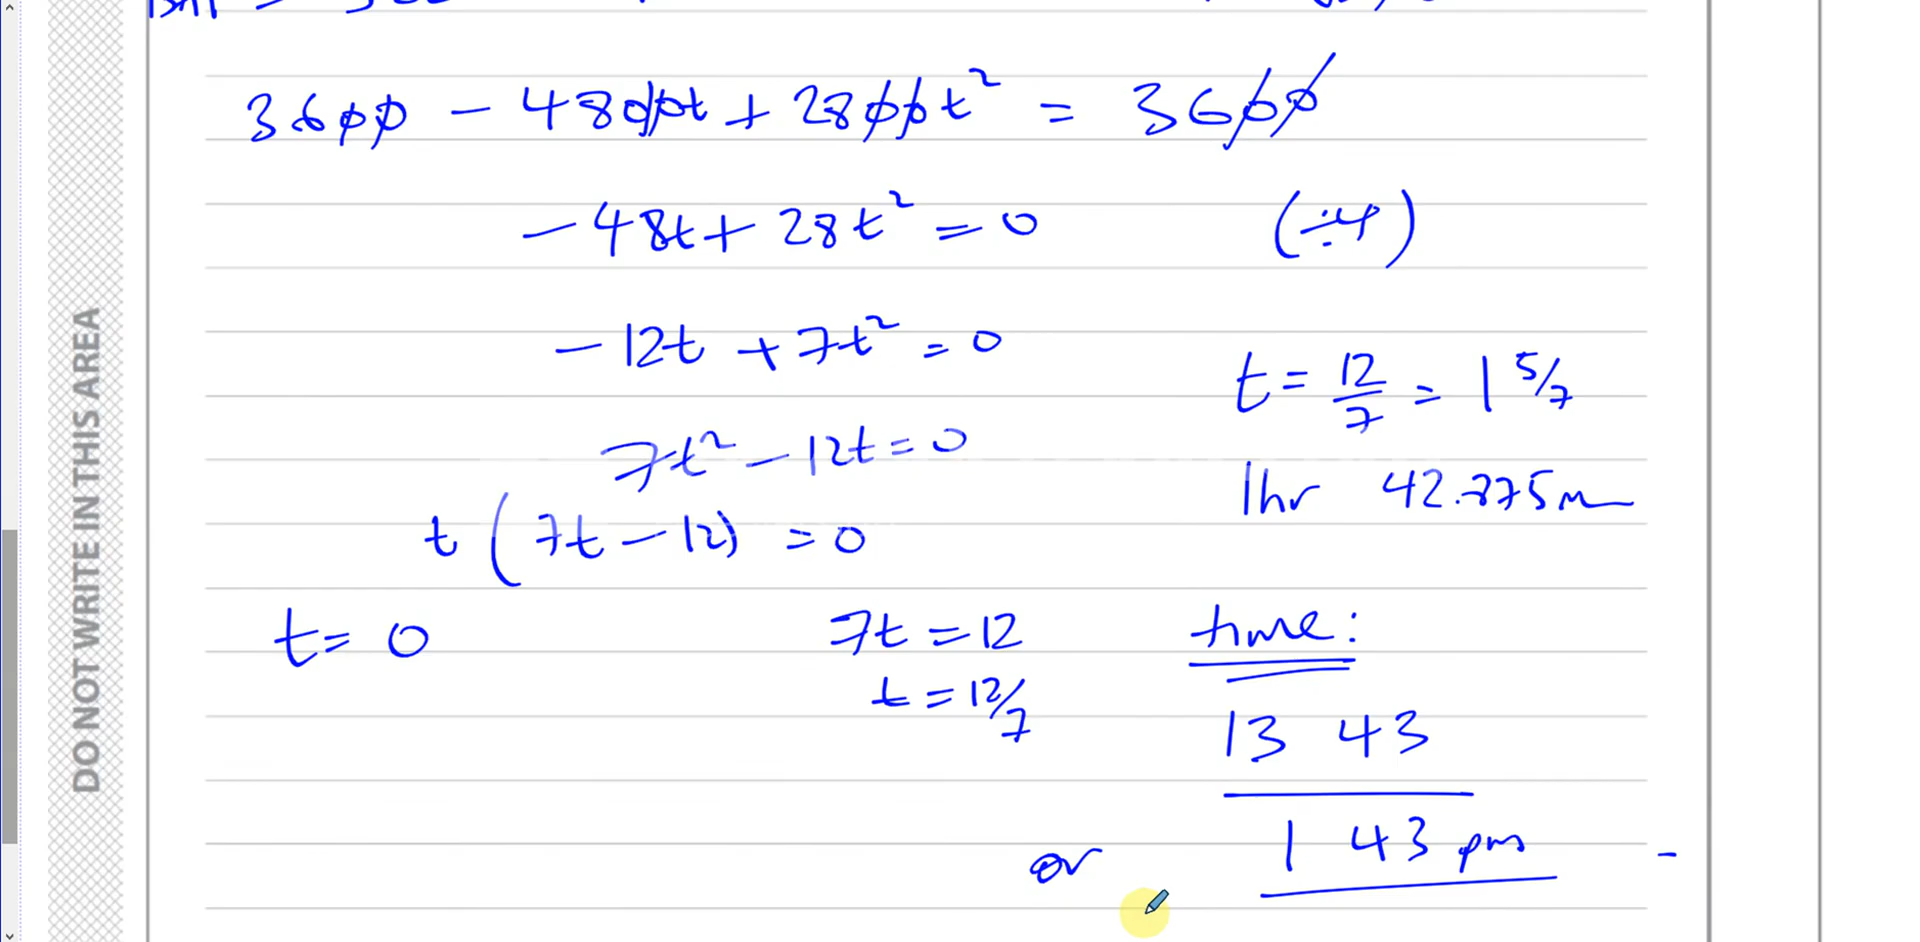 3600 - 4800t + 2800t² = 3600
-48t + 28t² = 0 (÷4)
-12t + 7t² = 0
t = 12/7 = 1 5/7
7t² - 12t = 0
1hr 42.875m
t(7t - 12) = 0
t = 0 7t = 12 time:
t = 12/7
13 43
or 1 43 pm
DO NOT WRITE IN THIS AREA